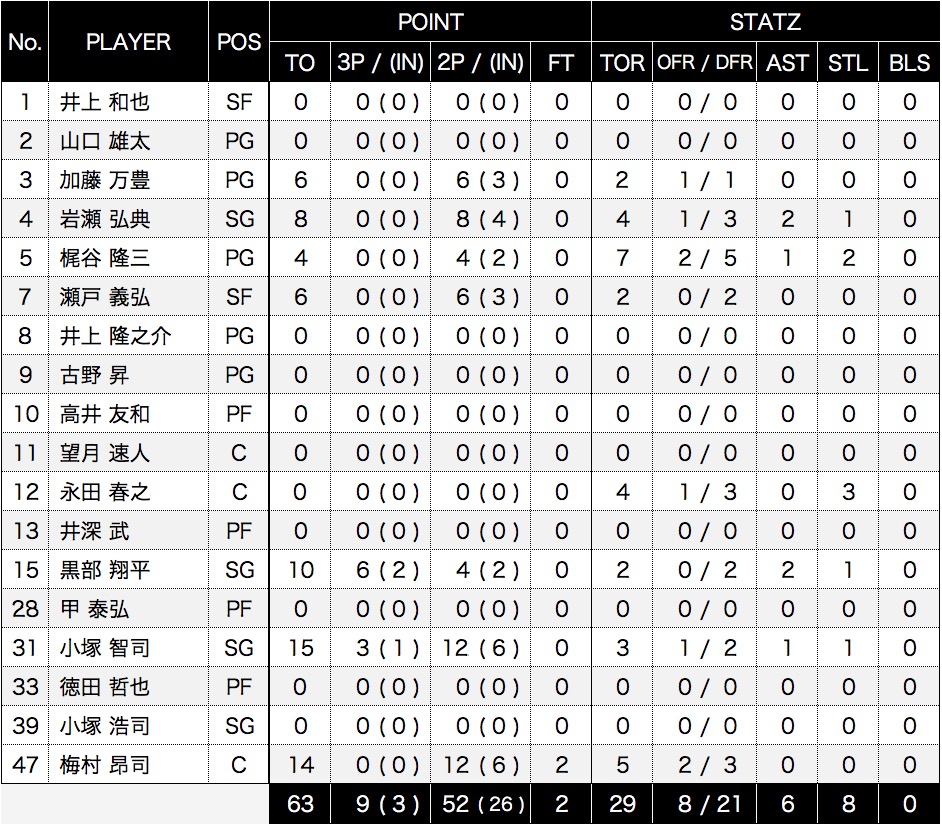 No. PLAYER POS POINT STATZ
TO 3P / (IN) 2P / (IN) FT TOR OFR / DFR AST STL BLS
1 井上 和也 SF 0 0 ( 0 ) 0 ( 0 ) 0 0 0 / 0 0 0 0
2 山口 雄太 PG 0 0 ( 0 ) 0 ( 0 ) 0 0 0 / 0 0 0 0
3 加藤 万豊 PG 6 0 ( 0 ) 6 ( 3 ) 0 2 1 / 1 0 0 0
4 岩瀬 弘典 SG 8 0 ( 0 ) 8 ( 4 ) 0 4 1 / 3 2 1 0
5 梶谷 隆三 PG 4 0 ( 0 ) 4 ( 2 ) 0 7 2 / 5 1 2 0
7 瀬戸 義弘 SF 6 0 ( 0 ) 6 ( 3 ) 0 2 0 / 2 0 0 0
8 井上 隆之介 PG 0 0 ( 0 ) 0 ( 0 ) 0 0 0 / 0 0 0 0
9 古野 昇 PG 0 0 ( 0 ) 0 ( 0 ) 0 0 0 / 0 0 0 0
10 高井 友和 PF 0 0 ( 0 ) 0 ( 0 ) 0 0 0 / 0 0 0 0
11 望月 速人 C 0 0 ( 0 ) 0 ( 0 ) 0 0 0 / 0 0 0 0
12 永田 春之 C 0 0 ( 0 ) 0 ( 0 ) 0 4 1 / 3 0 3 0
13 井深 武 PF 0 0 ( 0 ) 0 ( 0 ) 0 0 0 / 0 0 0 0
15 黒部 翔平 SG 10 6 ( 2 ) 4 ( 2 ) 0 2 0 / 2 2 1 0
28 甲 泰弘 PF 0 0 ( 0 ) 0 ( 0 ) 0 0 0 / 0 0 0 0
31 小塚 智司 SG 15 3 ( 1 ) 12 ( 6 ) 0 3 1 / 2 1 1 0
33 徳田 哲也 PF 0 0 ( 0 ) 0 ( 0 ) 0 0 0 / 0 0 0 0
39 小塚 浩司 SG 0 0 ( 0 ) 0 ( 0 ) 0 0 0 / 0 0 0 0
47 梅村 昂司 C 14 0 ( 0 ) 12 ( 6 ) 2 5 2 / 3 0 0 0
63 9 ( 3 ) 52 ( 26 ) 2 29 8 / 21 6 8 0